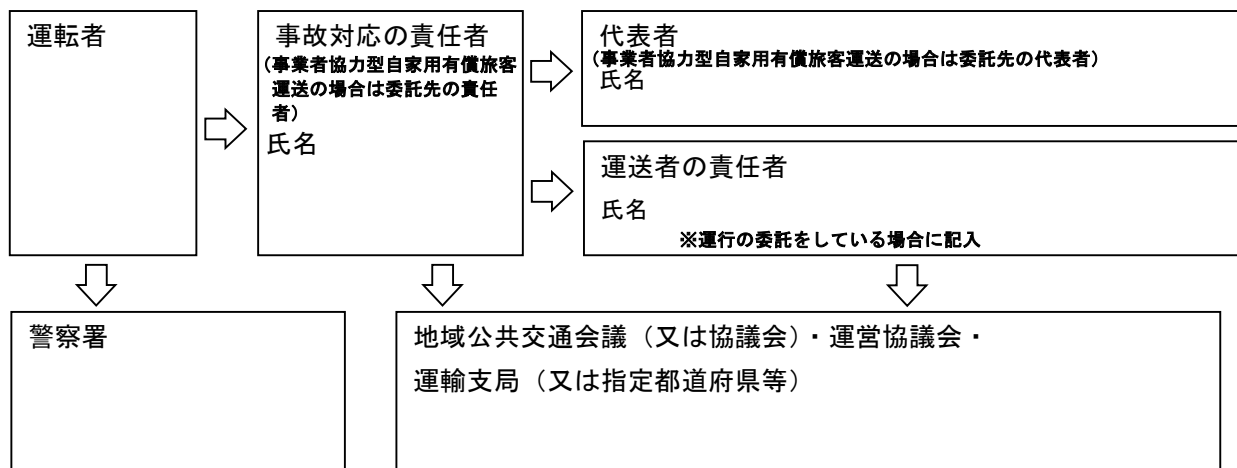 運転者
事故対応の責任者
(事業者協力型自家用有償旅客
運送の場合は委託先の責任
者)
氏名
代表者
(事業者協力型自家用有償旅客運送の場合は委託先の代表者)
氏名
運送者の責任者
氏名
※運行の委託をしている場合に記入
警察署
地域公共交通会議（又は協議会）・運営協議会・
運輸支局（又は指定都道府県等）